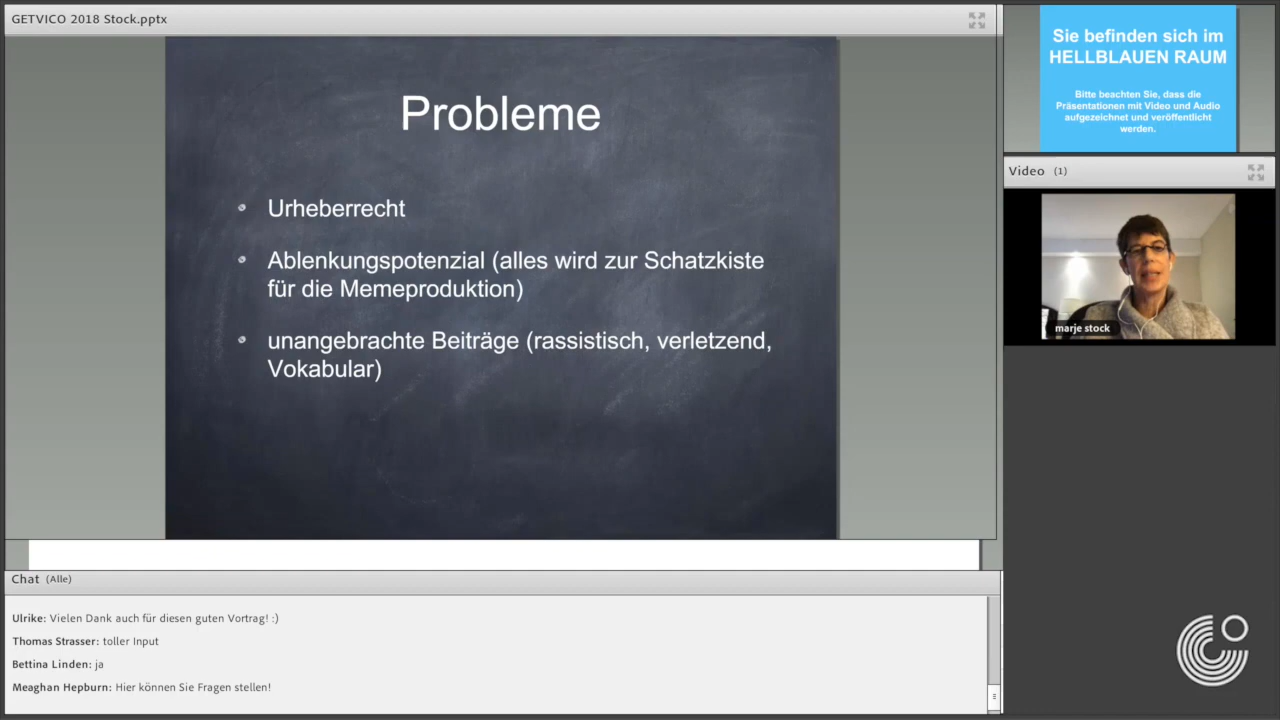 GETVICO 2018 Stock.pptx
Probleme
Urheberrecht
Ablenkungspotenzial (alles wird zur Schatzkiste
für die Memeproduktion)
unangebrachte Beiträge (rassistisch, verletzend,
Vokabular)
Sie befinden sich im
HELLBLAUEN RAUM
Bitte beachten Sie, dass die
Präsentationen mit Video und Audio
aufgezeichnet und veröffentlicht
werden.
Video (1)
marje stock
Chat (Alle)
Ulrike: Vielen Dank auch für diesen guten Vortrag! :)
Thomas Strasser: toller Input
Bettina Linden: ja
Meaghan Hepburn: Hier können Sie Fragen stellen!